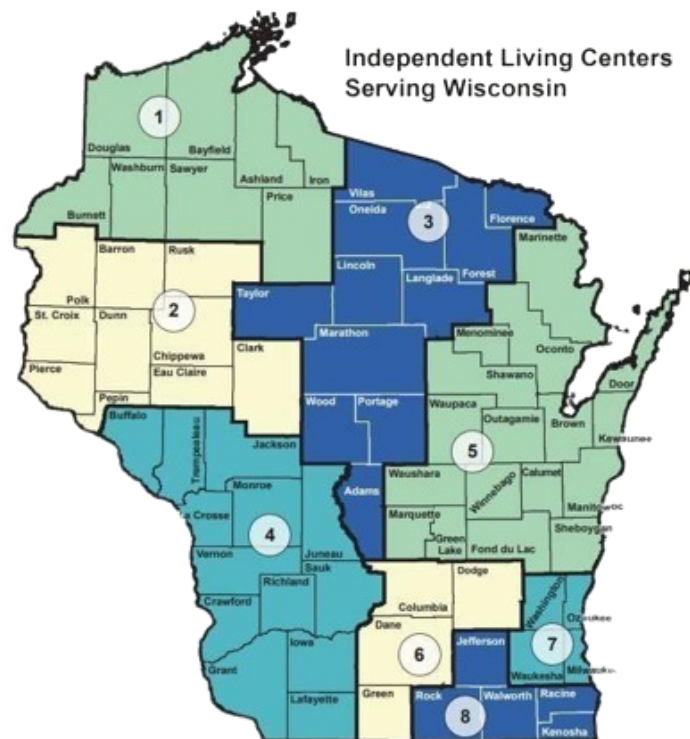 Independent Living Centers
Serving Wisconsin
1
Douglas
Bayfield
Washburn
Sawyer
Ashland
Iron
Burnett
Price
Vilas
Oneida
3
Florence
Marinette
Barron
Rusk
Lincoln
Langlade
Forest
Taylor
Polk
2
St. Croix
Dunn
Marathon
Menominee
Oconto
Chippewa
Clark
Pierce
Eau Claire
Shawano
Door
Pepin
Wood
Portage
Waupaca
Buffalo
Outagamie
Brown
Kewaunee
Trempealeau
Jackson
5
Waushara
Calumet
Monroe
Adams
Winnebago
Manitowoc
La Crosse
Marquette
Sheboygan
4
Green
Lake
Fond du Lac
Vernon
Juneau
Sauk
Dodge
Richland
Washington
Crawford
Columbia
Ozaukee
Dane
Iowa
Jefferson
7
6
Grant
Waukesha
Milwauke
Lafayette
Green
Rock
Walworth
Racine
8
Kenosha